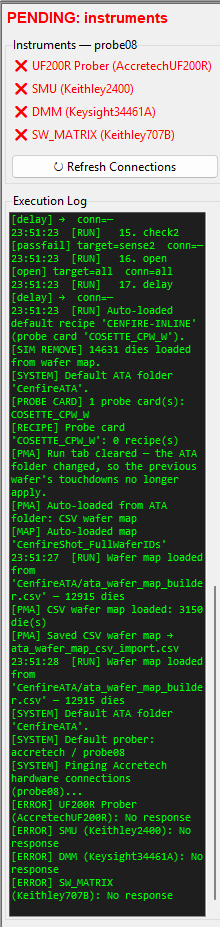 PENDING: instruments
Instruments — probe08
❌ UF200R Prober (AccretechUF200R)
❌ SMU (Keithley2400)
❌ DMM (Keysight34461A)
❌ SW_MATRIX (Keithley707B)
↻ Refresh Connections
Execution Log
[delay] → conn=—
23:51:23 [RUN] 15. check2
[passfail] target=sense2 conn=—
23:51:23 [RUN] 16. open
[open] target=all conn=all
23:51:23 [RUN] 17. delay
[delay] → conn=—
23:51:23 [RUN] Auto-loaded
default recipe 'CENFIRE-INLINE'
(probe card 'COSETTE_CPW_W').
[SIM REMOVE] 14631 dies loaded
from wafer map.
[SYSTEM] Default ATA folder
'CenfireATA'.
[PROBE CARD] 1 probe card(s):
COSETTE_CPW_W
[RECIPE] Probe card
'COSETTE_CPW_W': 0 recipe(s)
[PMA] Run tab cleared — the ATA
folder changed, so the previous
wafer's touchdowns no longer
apply.
[PMA] Auto-loaded from ATA
folder: CSV wafer map
[MAP] Auto-loaded map
'CenfireShot_FullWaferIDs'
23:51:27 [RUN] Wafer map loaded
from
'CenfireATA/ata_wafer_map_builde
r.csv' — 12915 dies
[PMA] CSV wafer map loaded: 3150
die(s)
[PMA] Saved CSV wafer map →
ata_wafer_map_csv_import.csv
23:51:28 [RUN] Wafer map loaded
from
'CenfireATA/ata_wafer_map_builde
r.csv' — 12915 dies
[SYSTEM] Default ATA folder
'CenfireATA'.
[SYSTEM] Default prober:
accretech / probe08
[SYSTEM] Pinging Accretech
hardware connections
(probe08)...
[ERROR] UF200R Prober
(AccretechUF200R): No response
[ERROR] SMU (Keithley2400): No
response
[ERROR] DMM (Keysight34461A): No
response
[ERROR] SW_MATRIX
(Keithley707B): No response